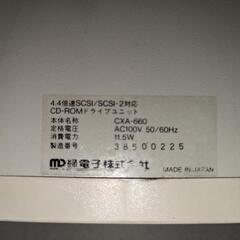 4.4倍速SCSI/SCSI-2対応
CD-ROMドライブユニット
本体名称 CXA-660
定格電圧 AC100V 50/60Hz
消費電力 11.5W
製造番号 38500225
電子株式会社 MADE IN JAPAN